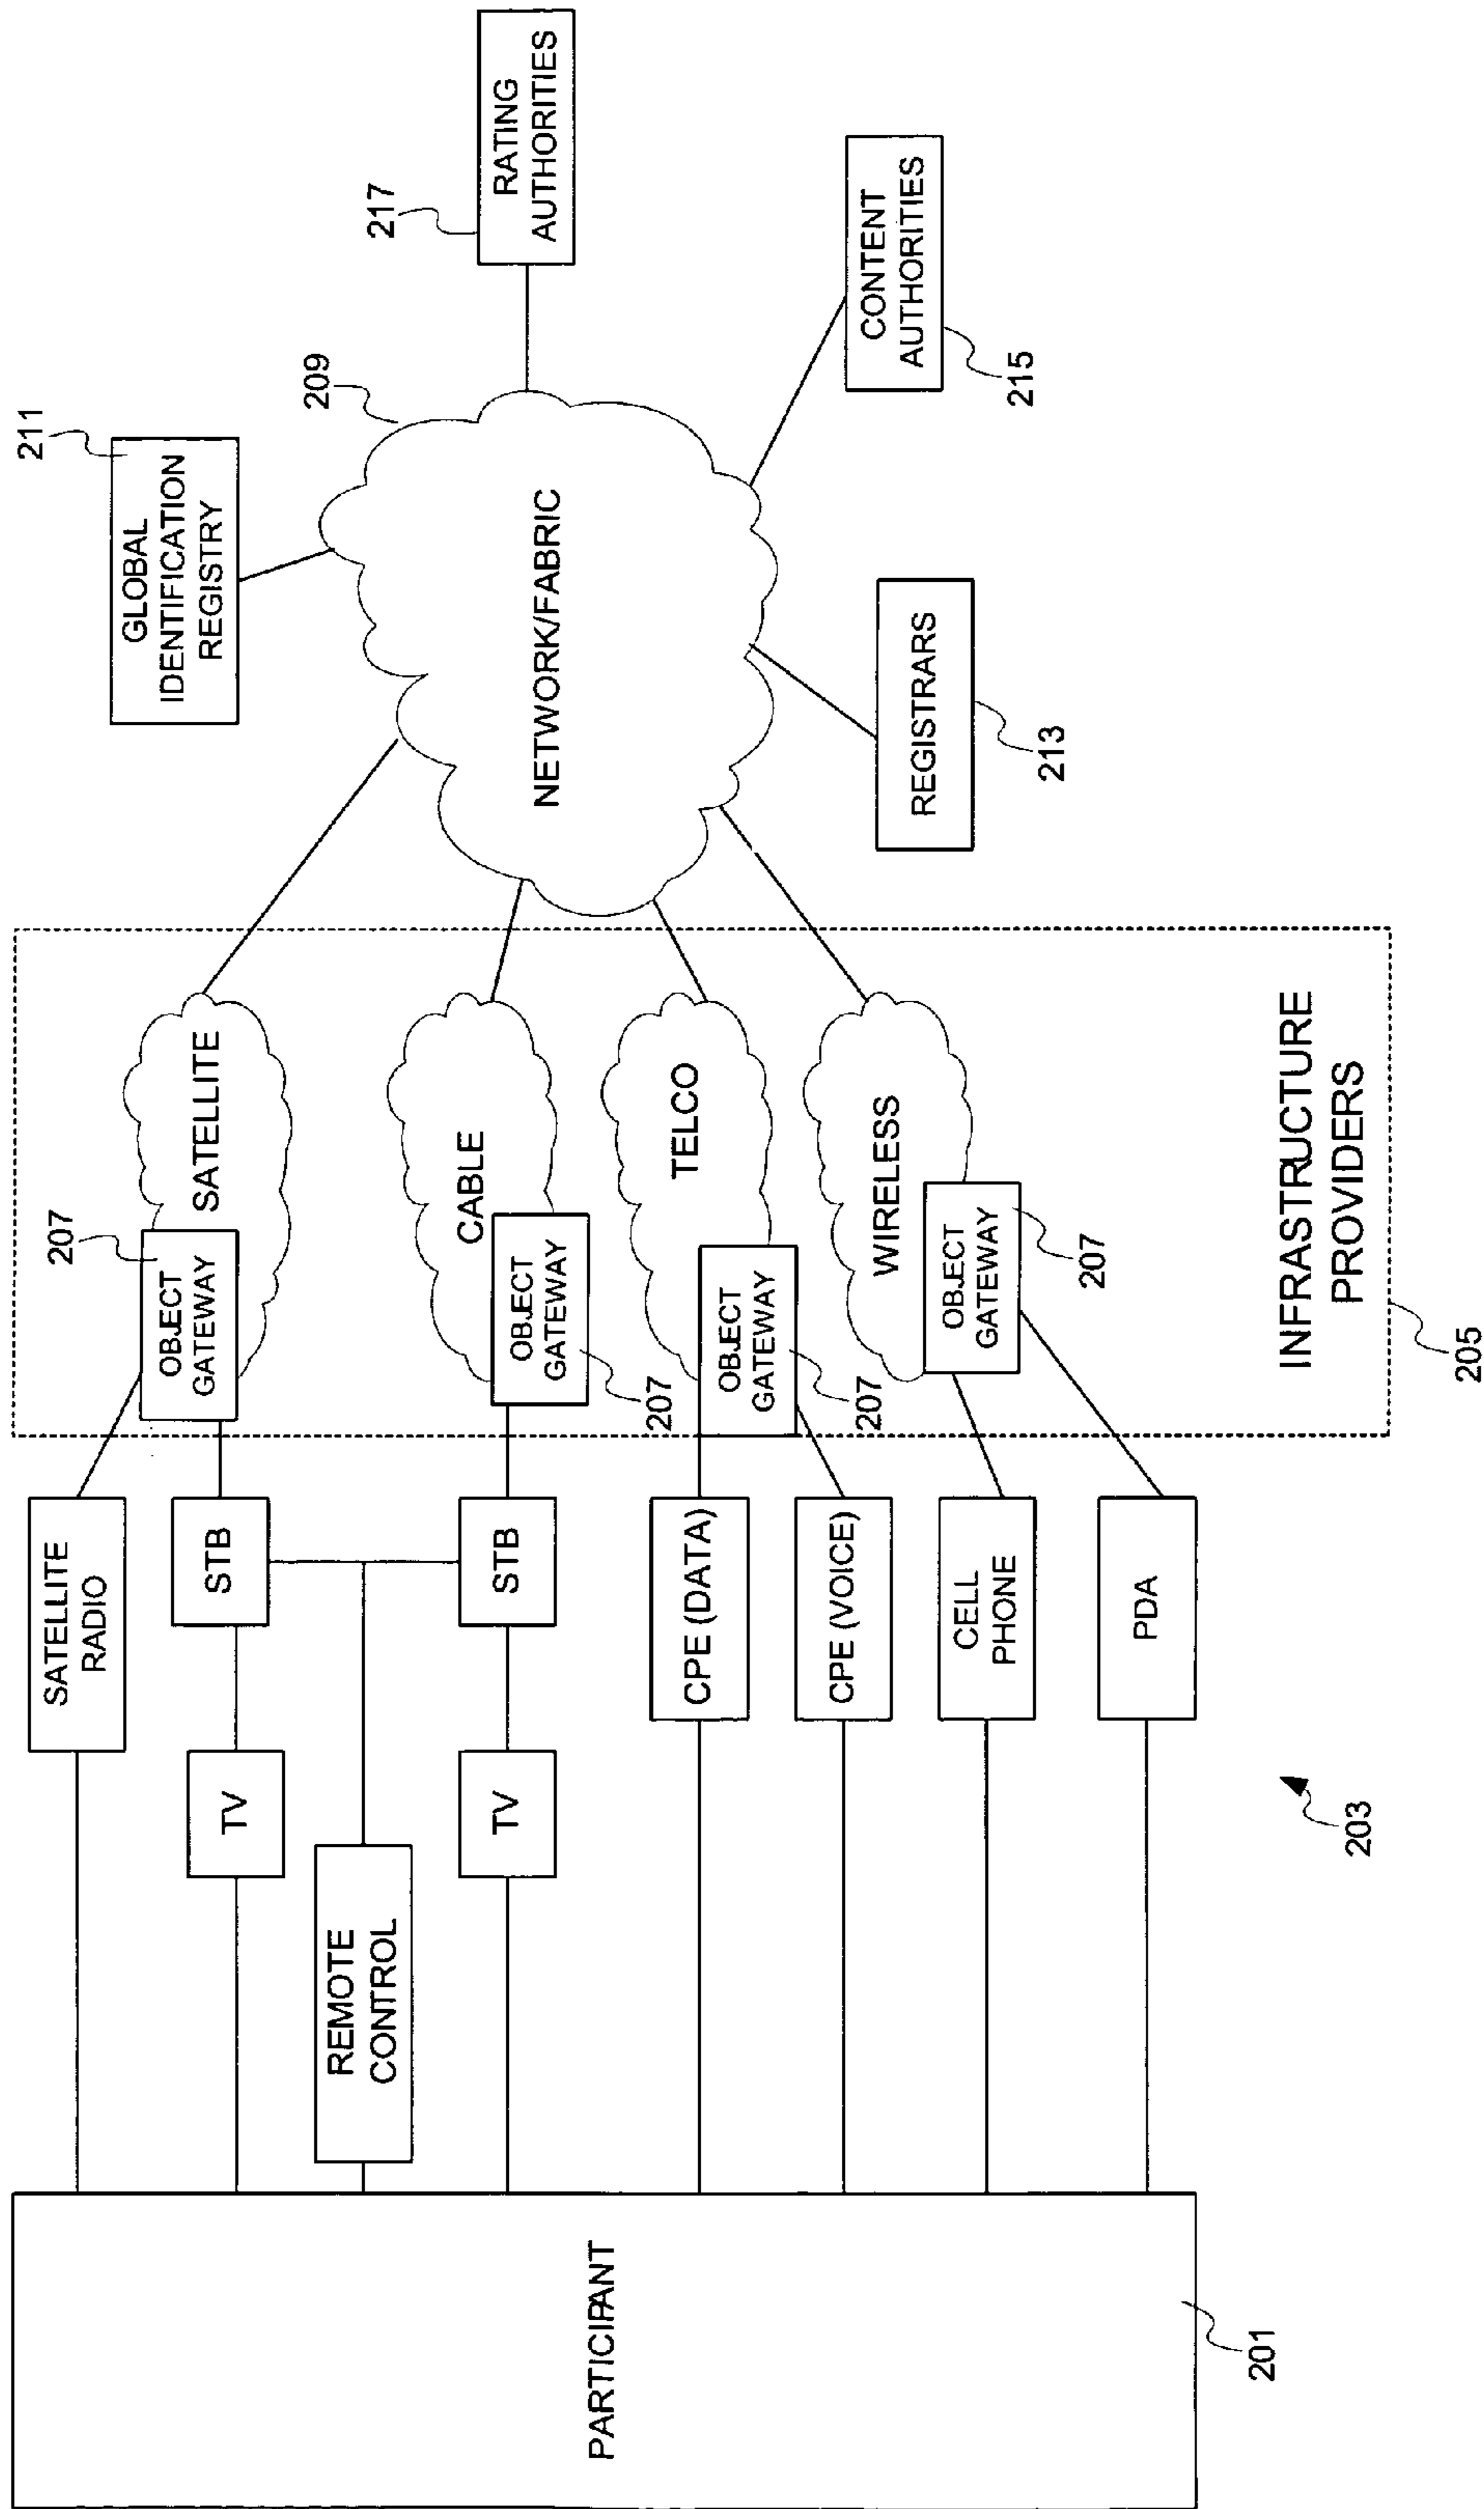 PARTICIPANT
201
SATELLITE
RADIO
TV
STB
REMOTE
CONTROL
TV
STB
CPE (DATA)
CPE (VOICE)
CELL
PHONE
PDA
203
OBJECT
GATEWAY
207
SATELLITE
OBJECT
GATEWAY
207
CABLE
OBJECT
GATEWAY
207
TELCO
OBJECT
GATEWAY
207
WIRELESS
INFRASTRUCTURE
PROVIDERS
205
NETWORK/FABRIC
209
GLOBAL
IDENTIFICATION
REGISTRY
211
REGISTRARS
213
CONTENT
AUTHORITIES
215
RATING
AUTHORITIES
217